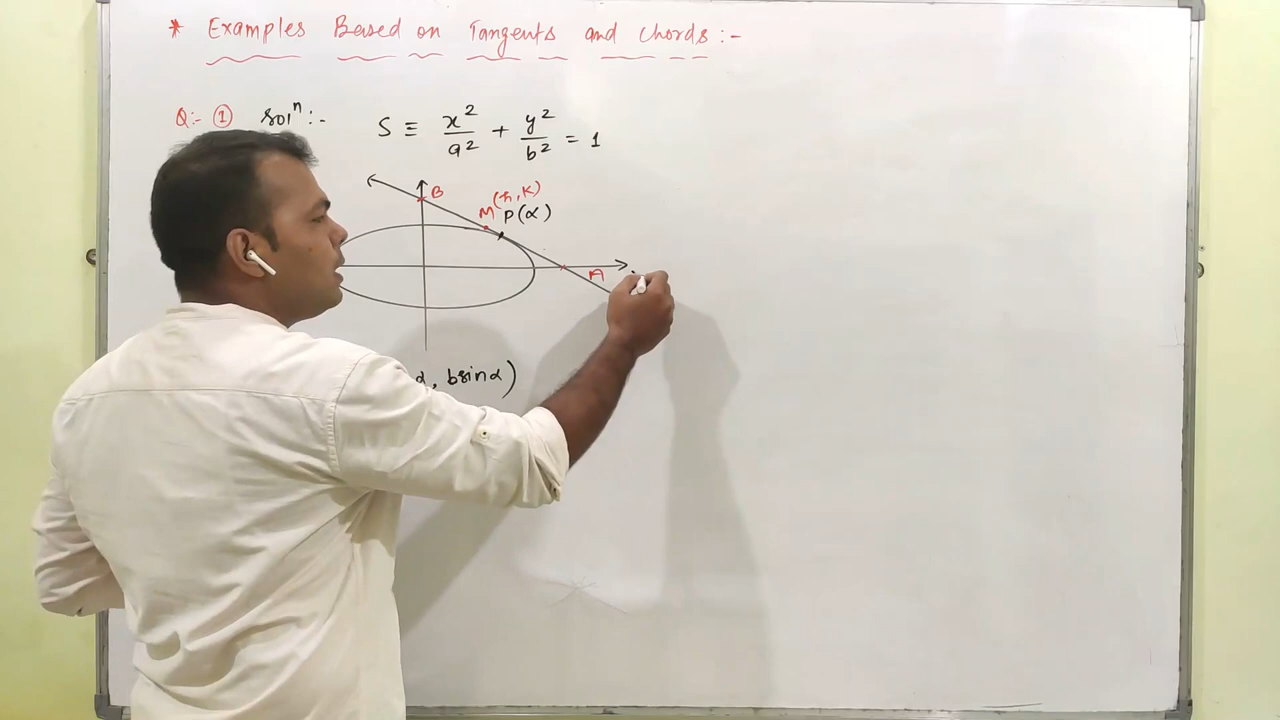 * Examples Based on Tangents and chords :-
Q:- ① solⁿ :- S ≡ x²/a² + y²/b² = 1
B
M (h, k)
P(α)
A
α, bsinα)